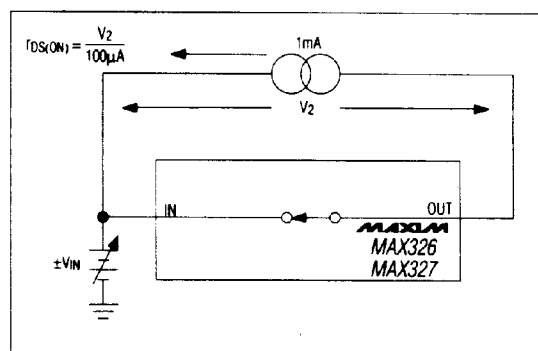 rDS(ON) = V2 / 100µA
1mA
V2
IN
OUT
MAXIM
MAX326
MAX327
±VIN